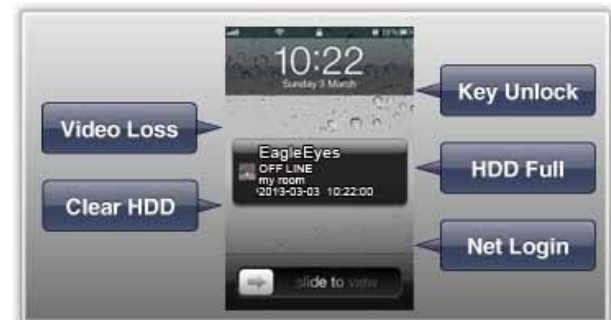 10:22
Sunday 3 March
Key Unlock
Video Loss
EagleEyes
OFF LINE
my room
2013-03-03 10:22:00
HDD Full
Clear HDD
Net Login
slide to view